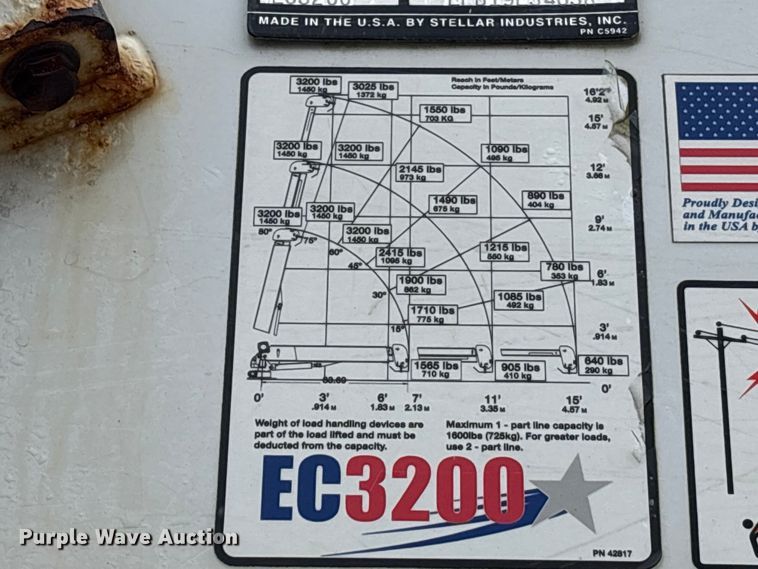 MADE IN THE U.S.A. BY STELLAR INDUSTRIES, INC.
PN C5942
Reach in Feet/Meters
Capacity in Pounds/Kilograms
3200 lbs
1450 kg
3025 lbs
1372 kg
16'2"
4.92 M
1550 lbs
703 KG
15'
4.57 M
3200 lbs
1450 kg
3200 lbs
1450 kg
1090 lbs
495 kg
12'
3.66 M
2145 lbs
973 kg
1490 lbs
675 kg
890 lbs
404 kg
3200 lbs
1450 kg
3200 lbs
1450 kg
9'
2.74 M
80°
75°
3200 lbs
1450 kg
60°
2415 lbs
1095 kg
1215 lbs
550 kg
45°
780 lbs
353 kg
6'
1.83 M
1900 lbs
862 kg
30°
1085 lbs
492 kg
1710 lbs
775 kg
15°
3'
.914 M
1565 lbs
710 kg
905 lbs
410 kg
640 lbs
290 kg
0'
0'
3'
.914 M
6'
1.83 M
7'
2.13 M
11'
3.35 M
15'
4.57 M
Weight of load handling devices are
part of the load lifted and must be
deducted from the capacity.
Maximum 1 - part line capacity is
1600lbs (725kg). For greater loads,
use 2 - part line.
EC3200
PN 42817
Proudly
and
in the USA
Purple Wave Auction